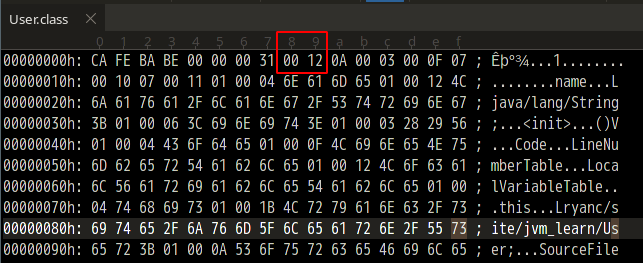 User.class
0 1 2 3 4 5 6 7 8 9 a b c d e f
00000000h: CA FE BA BE 00 00 00 31 00 12 0A 00 03 00 0F 07 ; Êþº¾...1........
00000010h: 00 10 07 00 11 01 00 04 6E 61 6D 65 01 00 12 4C ; ........name...L
00000020h: 6A 61 76 61 2F 6C 61 6E 67 2F 53 74 72 69 6E 67 ; java/lang/String
00000030h: 3B 01 00 06 3C 69 6E 69 74 3E 01 00 03 28 29 56 ; ;...<init>...()V
00000040h: 01 00 04 43 6F 64 65 01 00 0F 4C 69 6E 65 4E 75 ; ...Code...LineNu
00000050h: 6D 62 65 72 54 61 62 6C 65 01 00 12 4C 6F 63 61 ; mberTable...Loca
00000060h: 6C 56 61 72 69 61 62 6C 65 54 61 62 6C 65 01 00 ; lVariableTable..
00000070h: 04 74 68 69 73 01 00 1B 4C 72 79 61 6E 63 2F 73 ; .this...Lryanc/s
00000080h: 69 74 65 2F 6A 76 6D 5F 6C 65 61 72 6E 2F 55 73 ; ite/jvm_learn/Us
00000090h: 65 72 3B 01 00 0A 53 6F 75 72 63 65 46 69 6C 65 ; er;...SourceFile